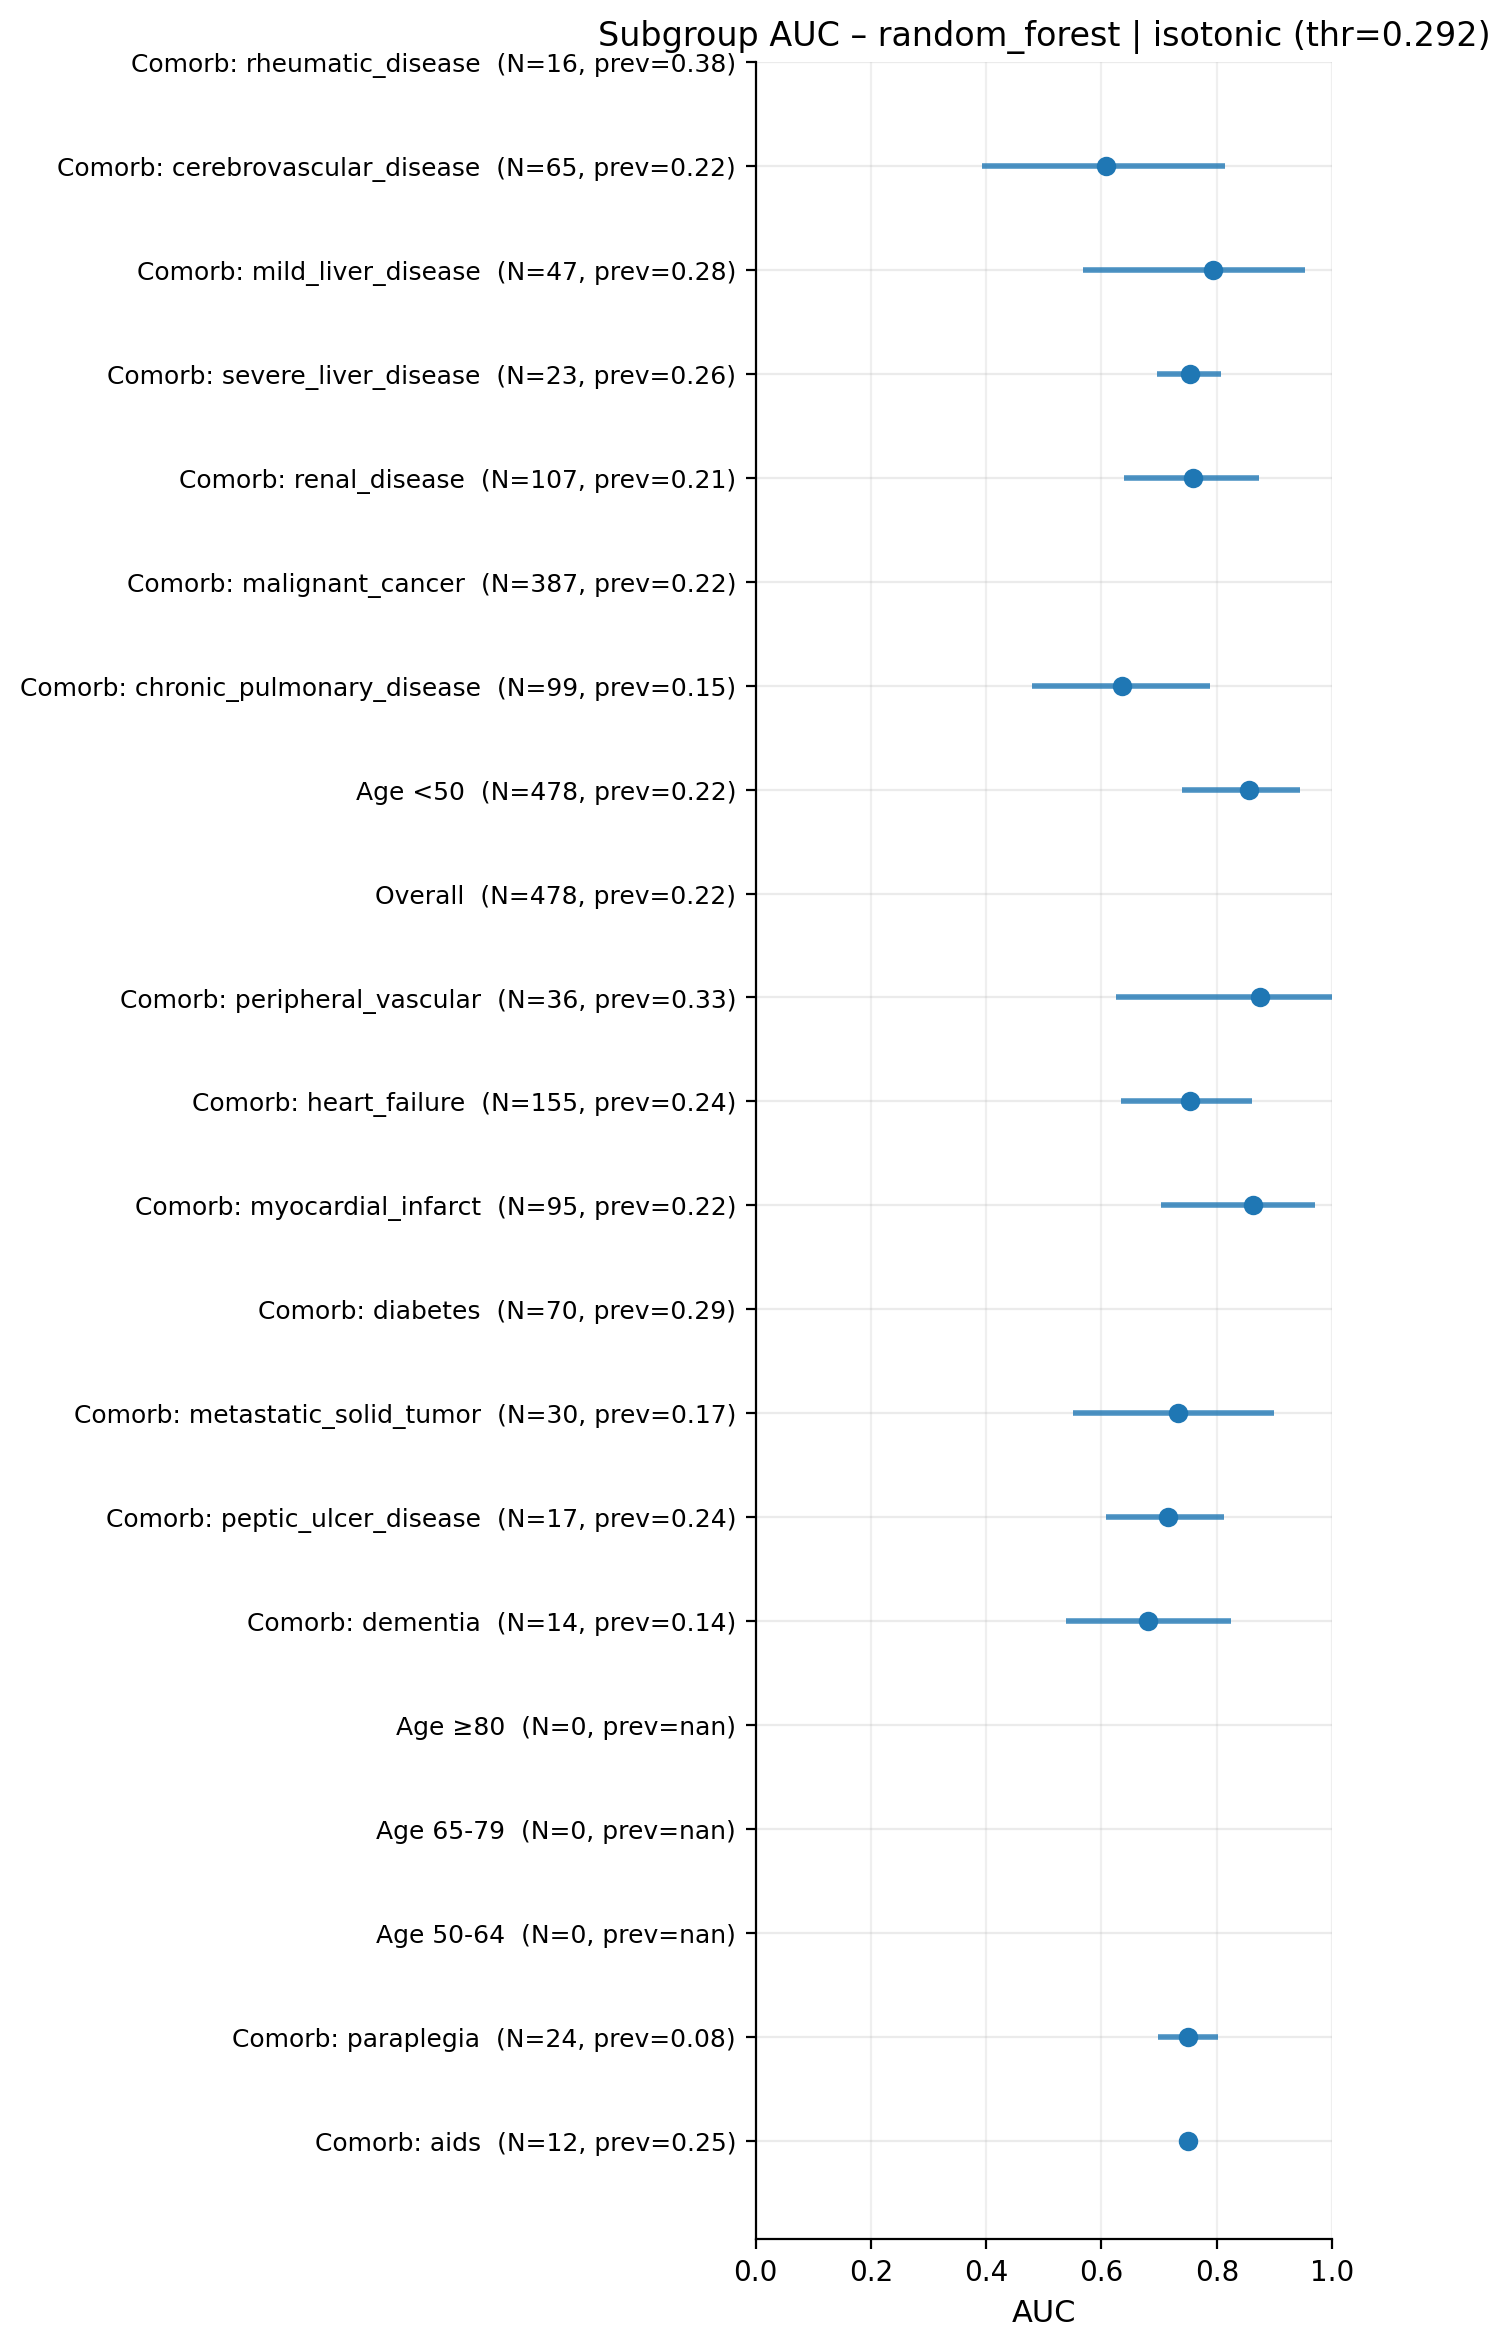 Subgroup AUC – random_forest | isotonic (thr=0.292)
Comorb: rheumatic_disease (N=16, prev=0.38)
Comorb: cerebrovascular_disease (N=65, prev=0.22)
Comorb: mild_liver_disease (N=47, prev=0.28)
Comorb: severe_liver_disease (N=23, prev=0.26)
Comorb: renal_disease (N=107, prev=0.21)
Comorb: malignant_cancer (N=387, prev=0.22)
Comorb: chronic_pulmonary_disease (N=99, prev=0.15)
Age <50 (N=478, prev=0.22)
Overall (N=478, prev=0.22)
Comorb: peripheral_vascular (N=36, prev=0.33)
Comorb: heart_failure (N=155, prev=0.24)
Comorb: myocardial_infarct (N=95, prev=0.22)
Comorb: diabetes (N=70, prev=0.29)
Comorb: metastatic_solid_tumor (N=30, prev=0.17)
Comorb: peptic_ulcer_disease (N=17, prev=0.24)
Comorb: dementia (N=14, prev=0.14)
Age ≥80 (N=0, prev=nan)
Age 65-79 (N=0, prev=nan)
Age 50-64 (N=0, prev=nan)
Comorb: paraplegia (N=24, prev=0.08)
Comorb: aids (N=12, prev=0.25)
0.0 0.2 0.4 0.6 0.8 1.0
AUC